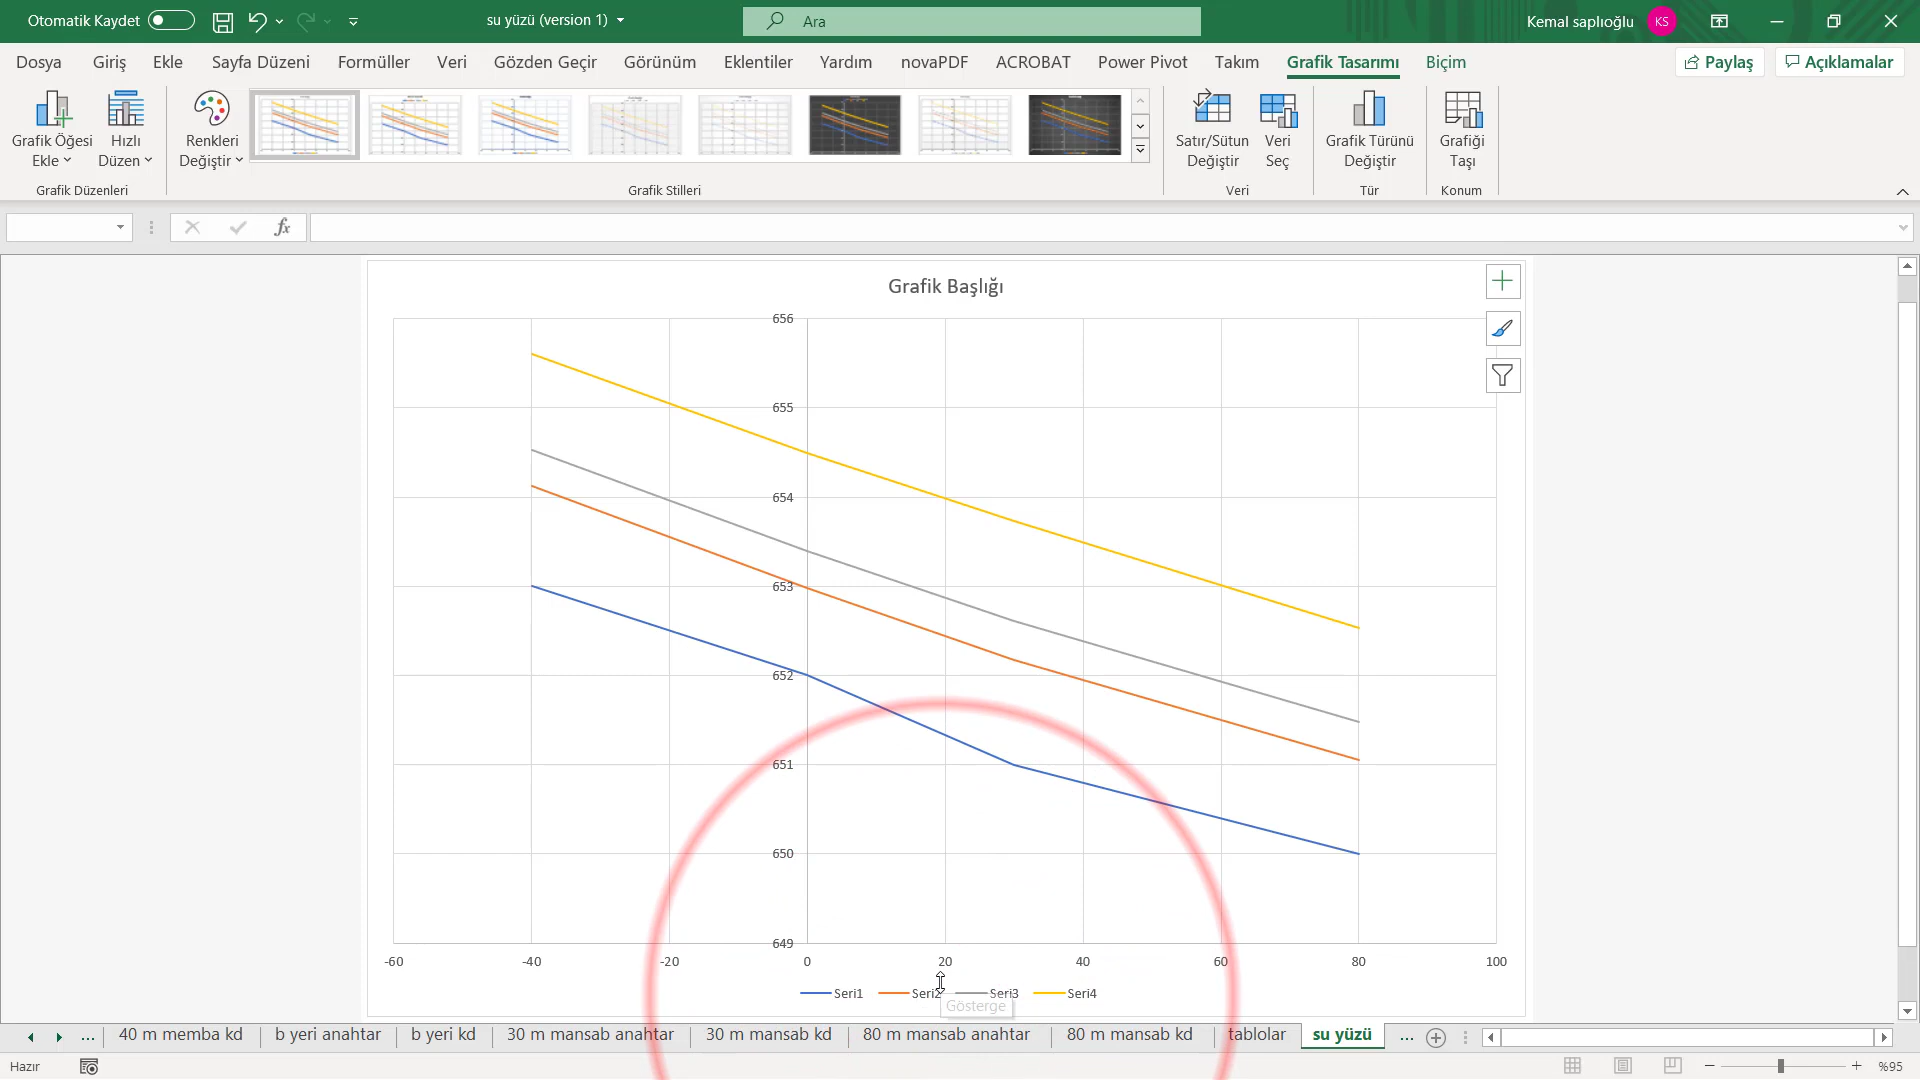 Otomatik Kaydet
su yüzü (version 1)
Ara
Kemal saplıoğlu
KS
Dosya Giriş Ekle Sayfa Düzeni Formüller Veri Gözden Geçir Görünüm Eklentiler Yardım novaPDF ACROBAT Power Pivot Takım Grafik Tasarımı Biçim
Paylaş
Açıklamalar
Grafik Öğesi Ekle
Hızlı Düzen
Renkleri Değiştir
Satır/Sütun Değiştir
Veri Seç
Grafik Türünü Değiştir
Grafiği Taşı
Grafik Düzenleri
Grafik Stilleri
Veri
Tür
Konum
fx
Grafik Başlığı
656
655
654
653
652
651
650
649
-60 -40 -20 0 20 40 60 80 100
Seri1 Seri2 Seri3 Seri4
Gösterge
... 40 m memba kd b yeri anahtar b yeri kd 30 m mansab anahtar 30 m mansab kd 80 m mansab anahtar 80 m mansab kd tablolar su yüzü ...
Hazır
%95